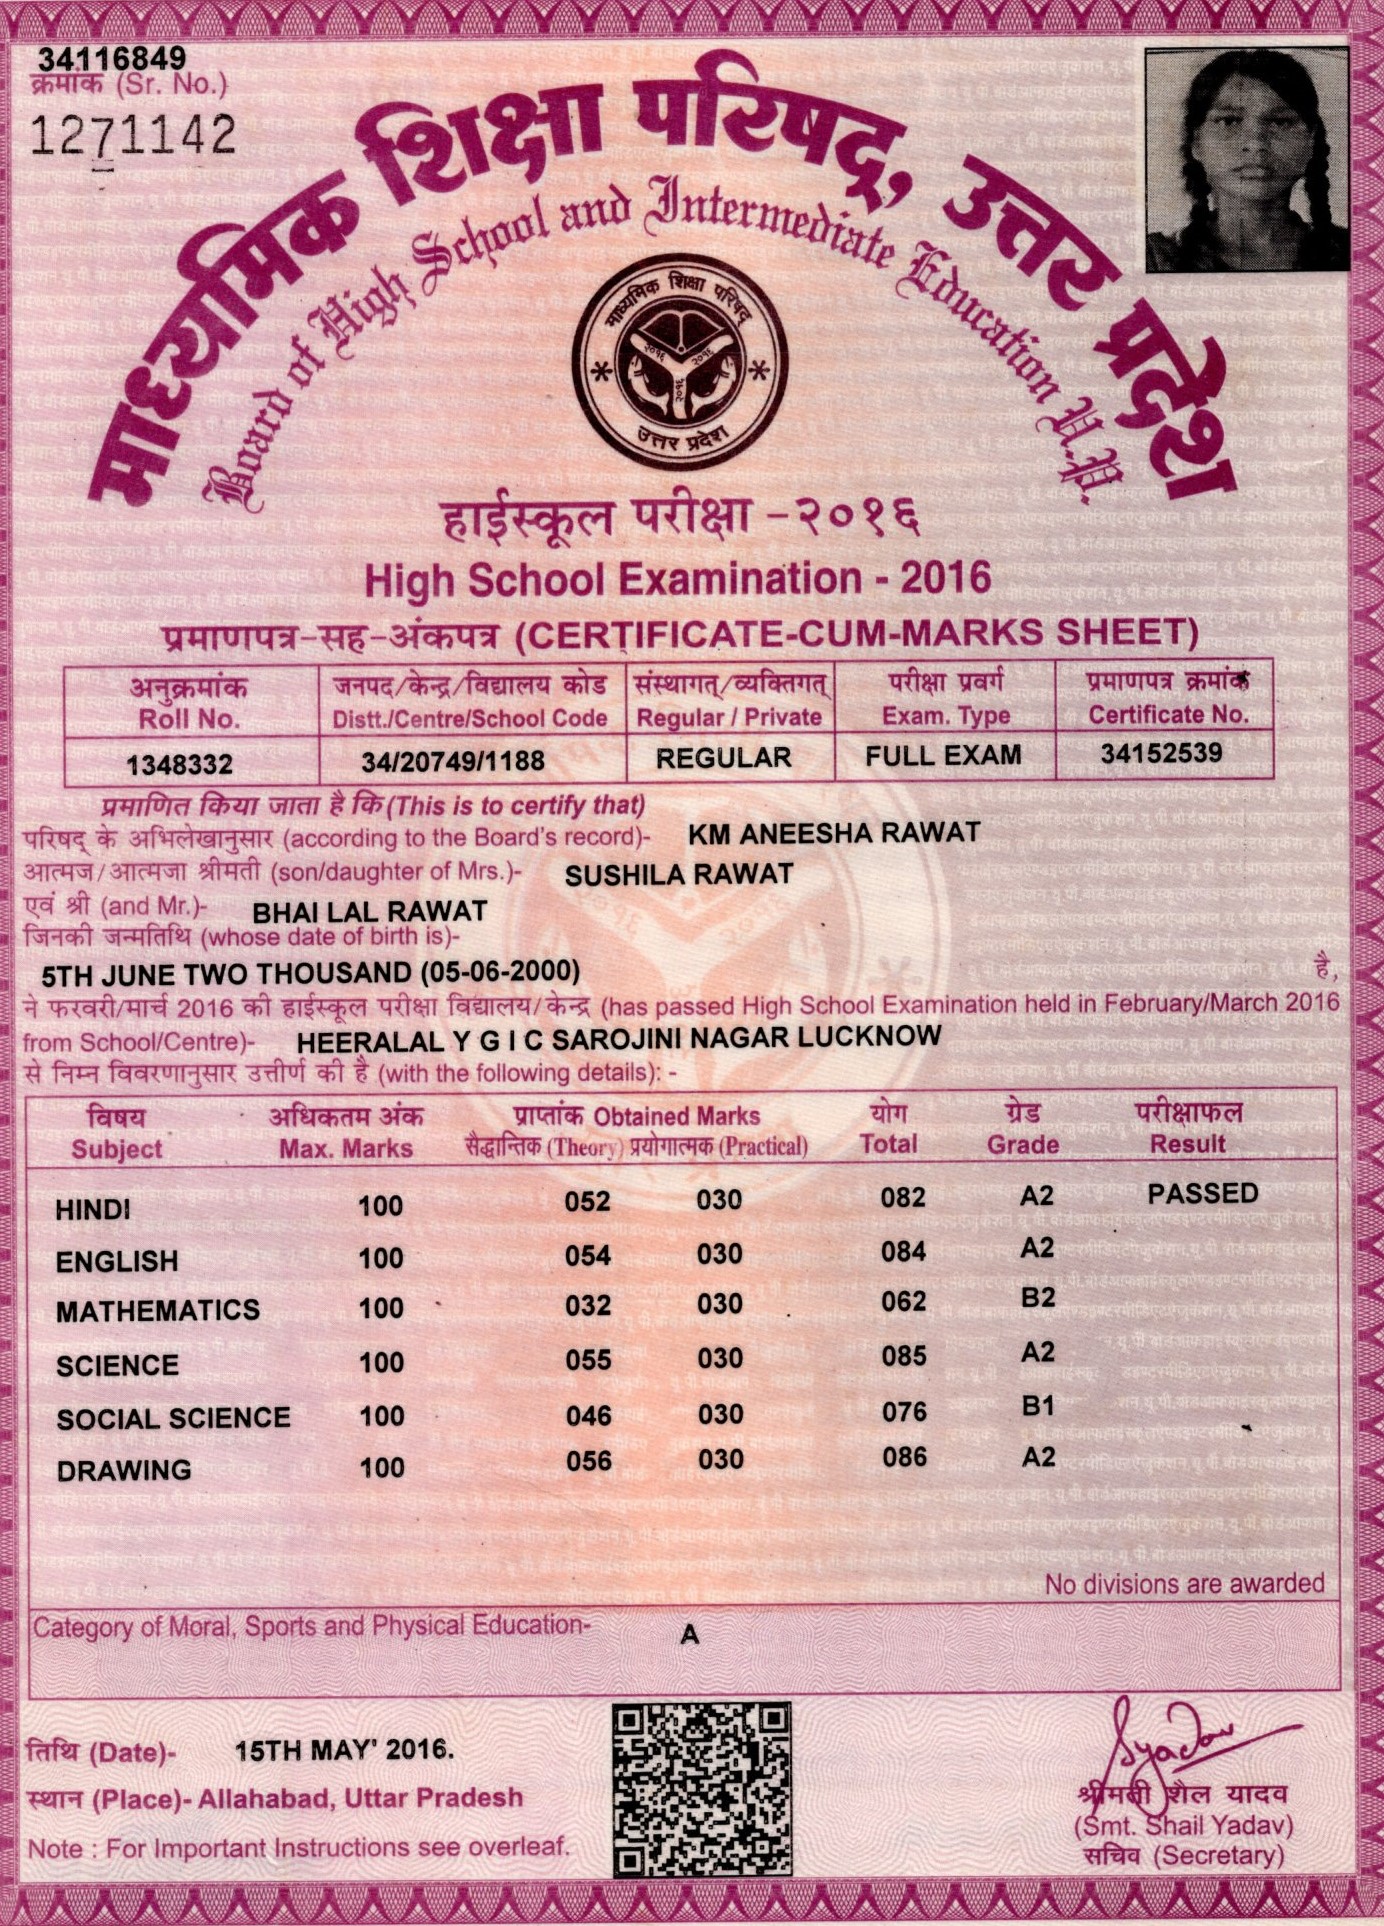 34116849
क्रमांक (Sr. No.)
1271142
माध्यमिक शिक्षा परिषद्, उत्तर प्रदेश
Board of High School and Intermediate Education U.P.
माध्यमिक शिक्षा परिषद्
२०१६ २०१६
२०१६
उत्तर प्रदेश
हाईस्कूल परीक्षा -२०१६
High School Examination - 2016
प्रमाणपत्र-सह-अंकपत्र (CERTIFICATE-CUM-MARKS SHEET)
अनुक्रमांक जनपद/केन्द्र/विद्यालय कोड संस्थागत्/व्यक्तिगत् परीक्षा प्रवर्ग प्रमाणपत्र क्रमांक
Roll No. Distt./Centre/School Code Regular / Private Exam. Type Certificate No.
1348332 34/20749/1188 REGULAR FULL EXAM 34152539
प्रमाणित किया जाता है कि (This is to certify that)
परिषद् के अभिलेखानुसार (according to the Board's record)- KM ANEESHA RAWAT
आत्मज/आत्मजा श्रीमती (son/daughter of Mrs.)- SUSHILA RAWAT
एवं श्री (and Mr.)- BHAI LAL RAWAT
जिनकी जन्मतिथि (whose date of birth is)-
5TH JUNE TWO THOUSAND (05-06-2000) है,
ने फरवरी/मार्च 2016 की हाईस्कूल परीक्षा विद्यालय/केन्द्र (has passed High School Examination held in February/March 2016
from School/Centre)- HEERALAL Y G I C SAROJINI NAGAR LUCKNOW
से निम्न विवरणानुसार उत्तीर्ण की है (with the following details): -
विषय अधिकतम अंक प्राप्तांक Obtained Marks योग ग्रेड परीक्षाफल
Subject Max. Marks सैद्धान्तिक (Theory) प्रयोगात्मक (Practical) Total Grade Result
HINDI 100 052 030 082 A2 PASSED
ENGLISH 100 054 030 084 A2
MATHEMATICS 100 032 030 062 B2
SCIENCE 100 055 030 085 A2
SOCIAL SCIENCE 100 046 030 076 B1
DRAWING 100 056 030 086 A2
No divisions are awarded
Category of Moral, Sports and Physical Education- A
तिथि (Date)- 15TH MAY' 2016.
स्थान (Place)- Allahabad, Uttar Pradesh
Note : For Important Instructions see overleaf.
Syadav
श्रीमती शैल यादव
(Smt. Shail Yadav)
सचिव (Secretary)